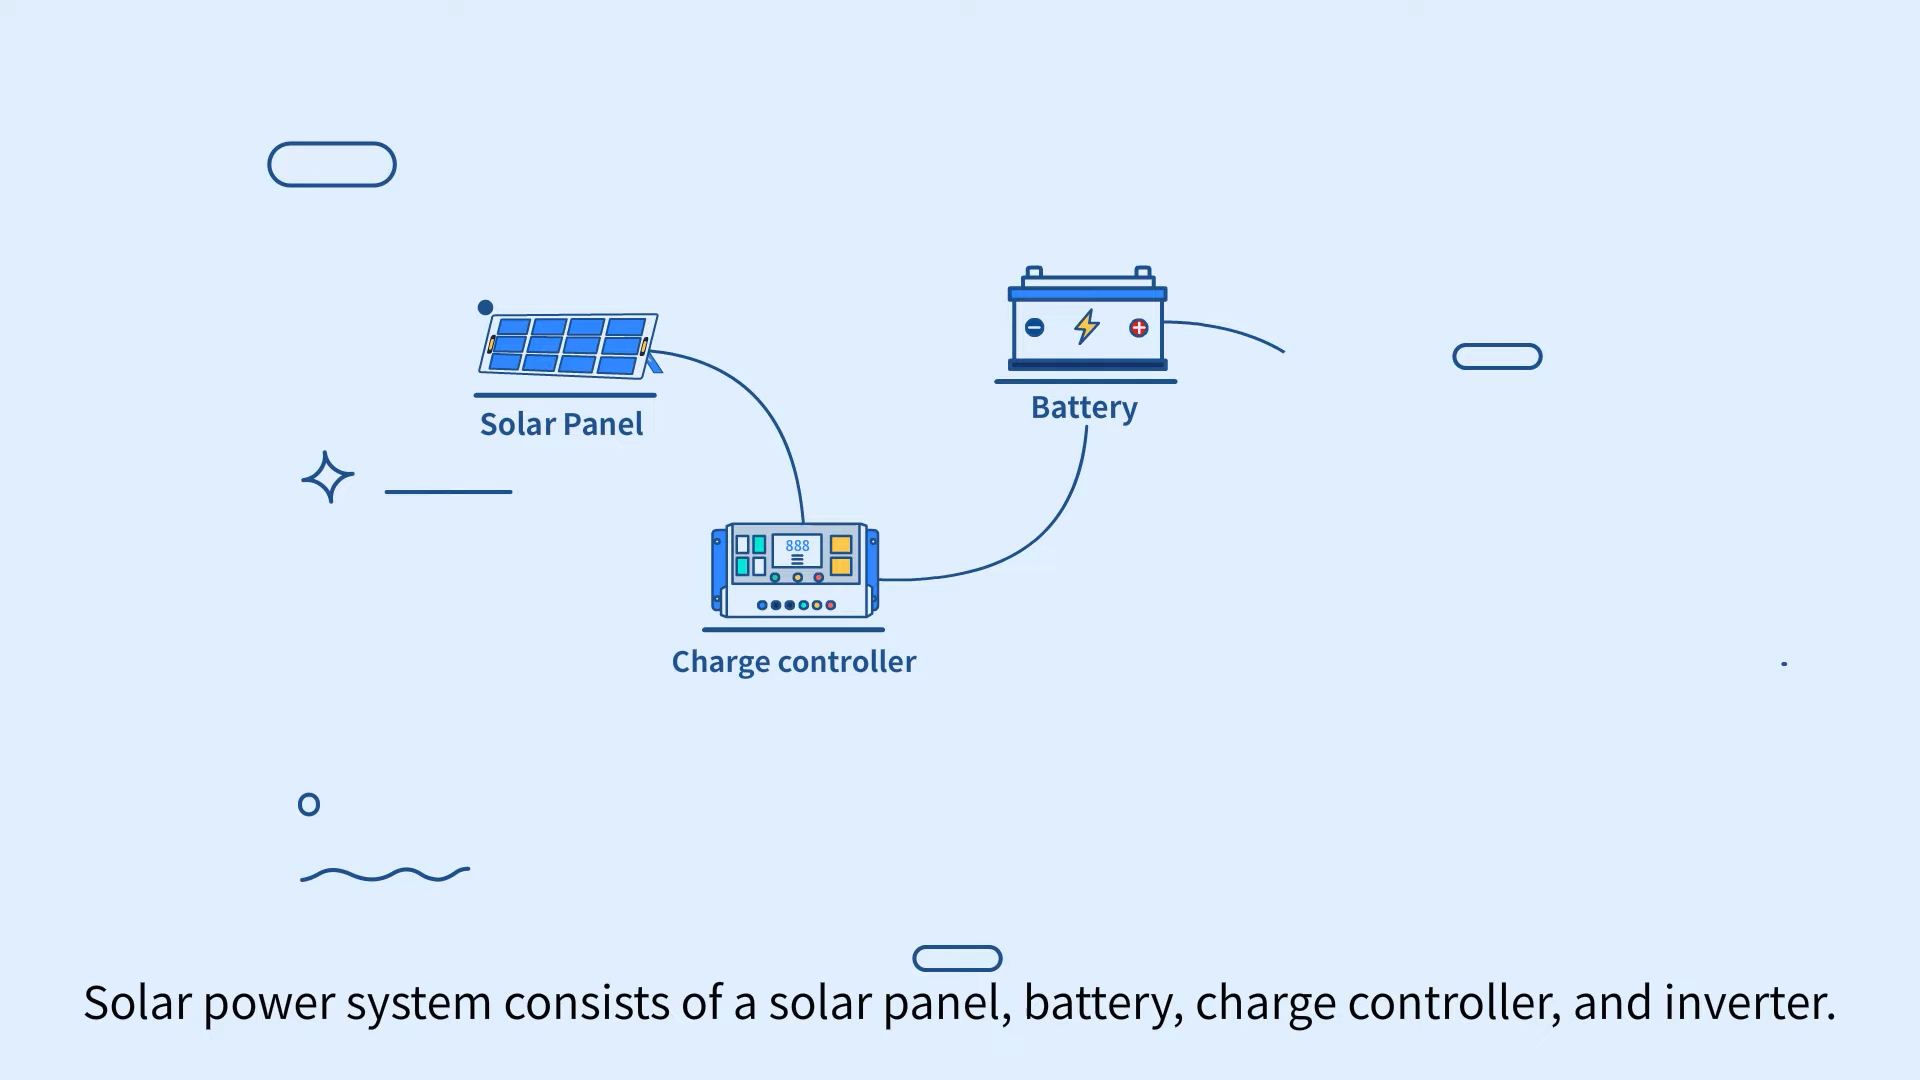 Battery
Solar Panel
888
Charge controller
Solar power system consists of a solar panel, battery, charge controller, and inverter.